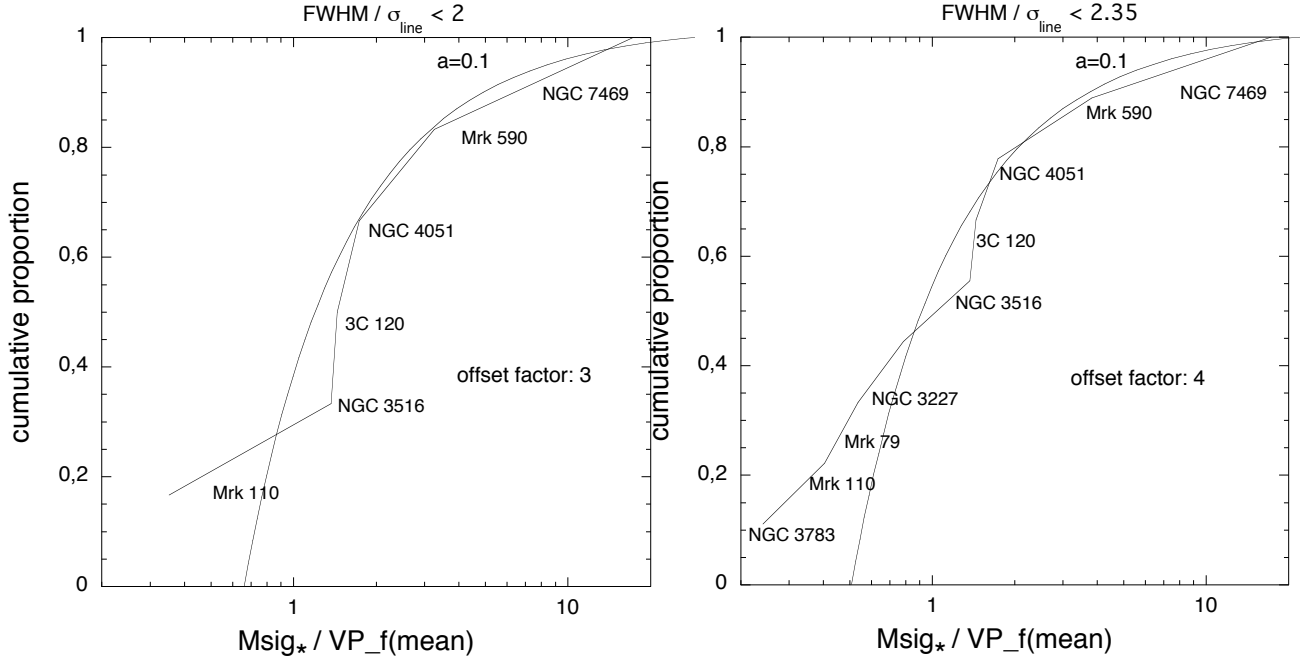 FWHM / σline < 2
1
0,8
0,6
0,4
0,2
0
cumulative proportion
a=0.1
NGC 7469
Mrk 590
NGC 4051
3C 120
offset factor: 3
NGC 3516
Mrk 110
1
10
Msig* / VP_f(mean)
FWHM / σline < 2.35
1
0,8
0,6
0,4
0,2
0
cumulative proportion
a=0.1
NGC 7469
Mrk 590
NGC 4051
3C 120
NGC 3516
offset factor: 4
NGC 3227
Mrk 79
Mrk 110
NGC 3783
1
10
Msig* / VP_f(mean)